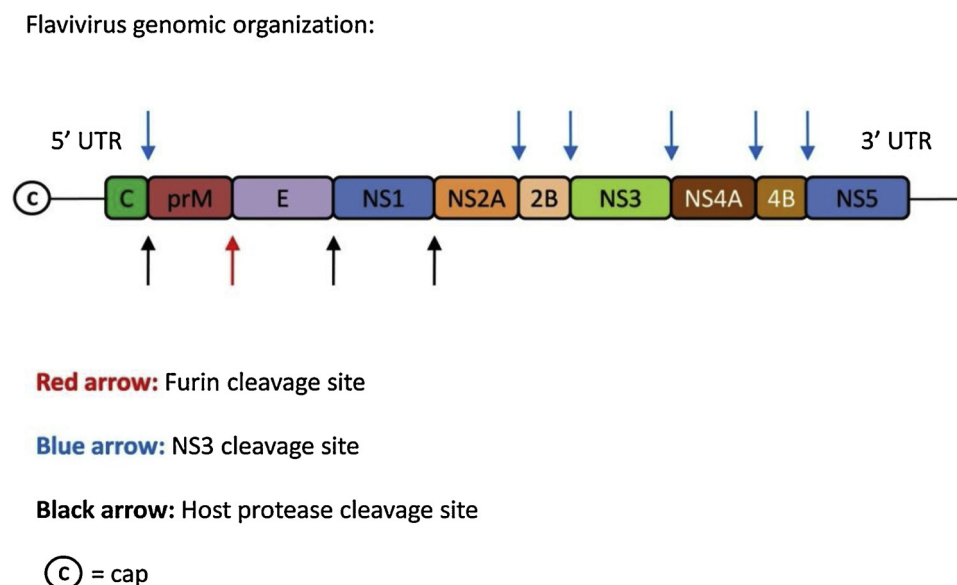 Flavivirus genomic organization:
5’ UTR
3’ UTR
C
C prM E NS1 NS2A 2B NS3 NS4A 4B NS5
Red arrow: Furin cleavage site
Blue arrow: NS3 cleavage site
Black arrow: Host protease cleavage site
C = cap